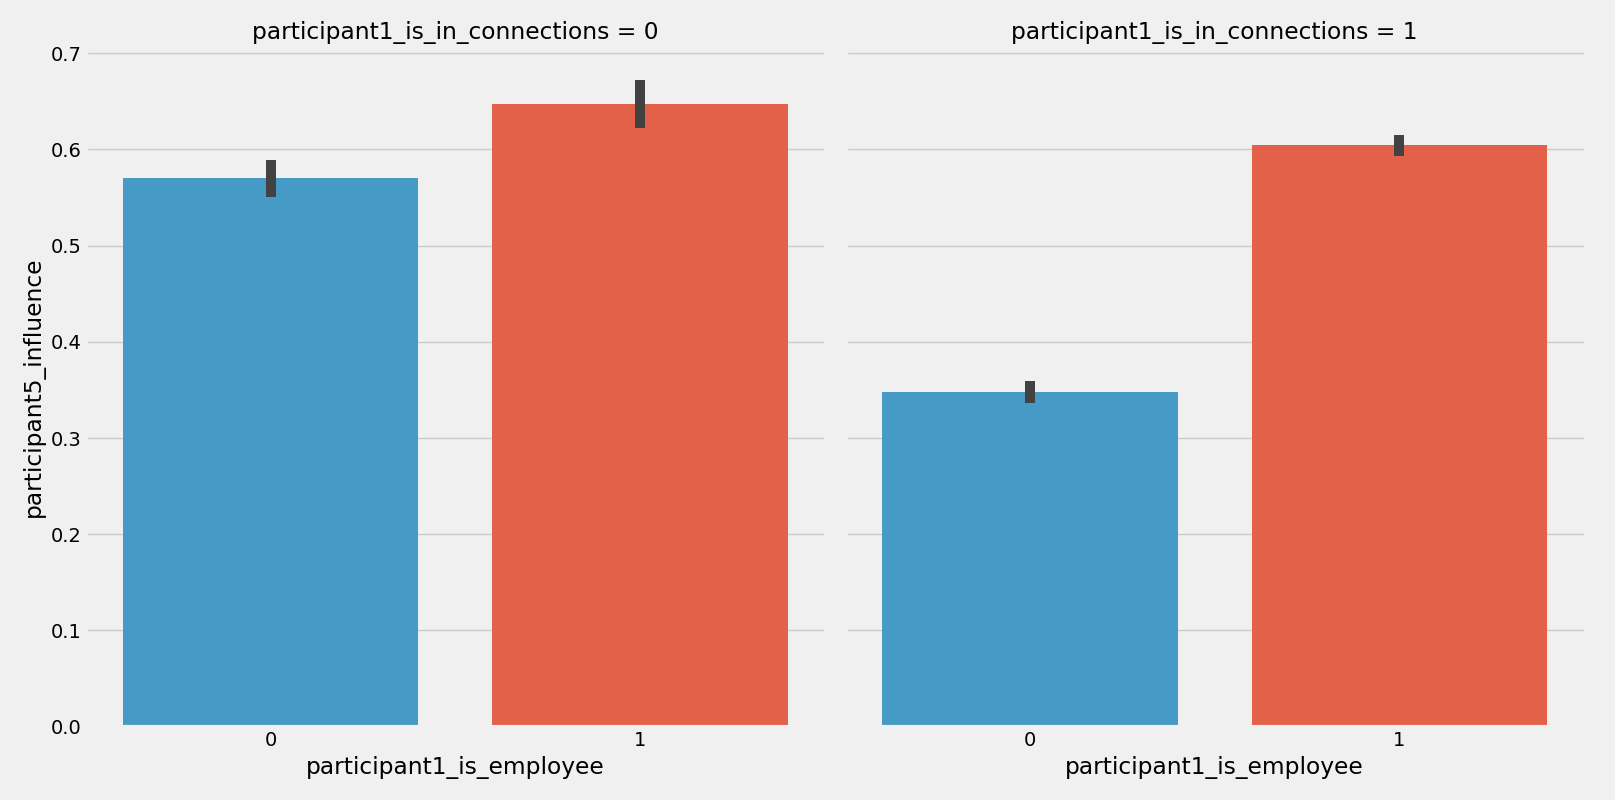 participant1_is_in_connections = 0
participant1_is_in_connections = 1
participant5_influence
0.7
0.6
0.5
0.4
0.3
0.2
0.1
0.0
0 1
0 1
participant1_is_employee
participant1_is_employee